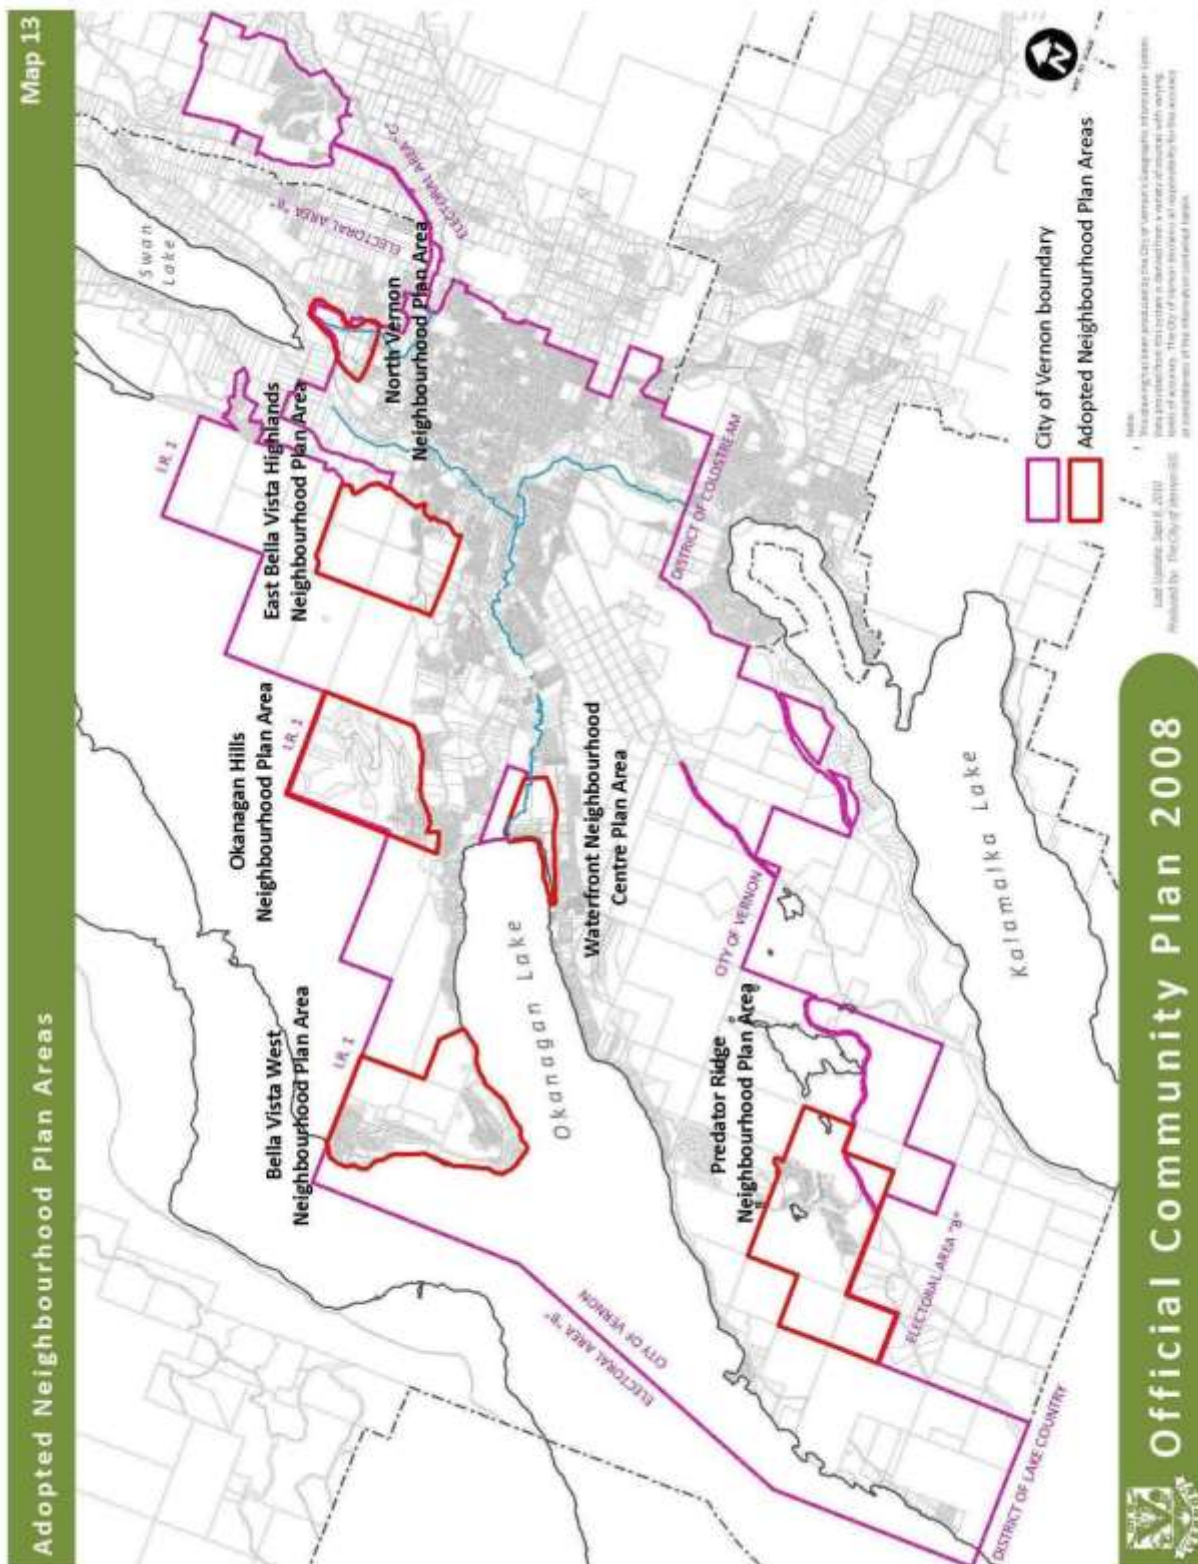 Adopted Neighbourhood Plan Areas
Map 13
Swan
Lake
ELECTORAL AREA "B"
North Vernon
Neighbourhood Plan Area
East Bella Vista Highlands
Neighbourhood Plan Area
I.R. 1
Okanagan Hills
Neighbourhood Plan Area
I.R. 1
Bella Vista West
Neighbourhood Plan Area
I.R. 1
Okanagan Lake
Waterfront Neighbourhood
Centre Plan Area
DISTRICT OF COLDSTREAM
CITY OF VERNON
Predator Ridge
Neighbourhood Plan Area
Kalamalka Lake
CITY OF VERNON
ELECTORAL AREA "B"
ELECTORAL AREA "B"
DISTRICT OF LAKE COUNTRY
N
City of Vernon boundary
Adopted Neighbourhood Plan Areas
Official Community Plan 2008